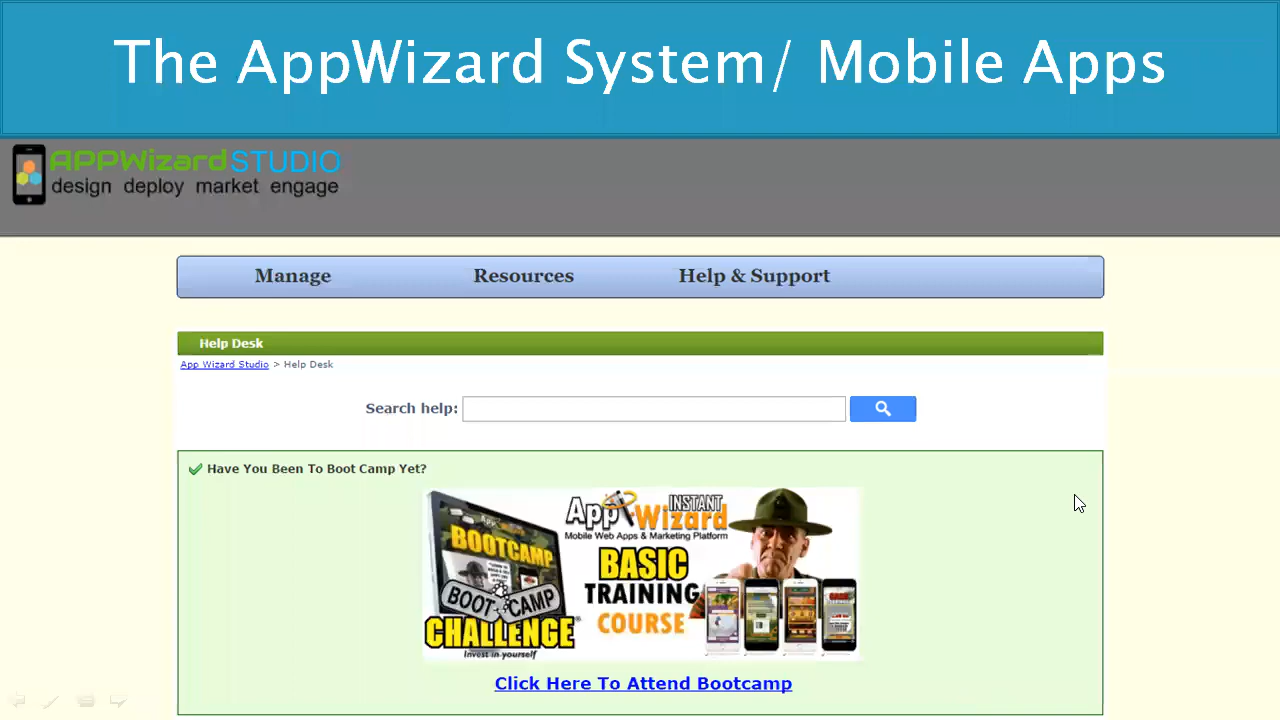 The AppWizard System/ Mobile Apps
APPWizard STUDIO
design deploy market engage
Manage Resources Help & Support
Help Desk
App Wizard Studio > Help Desk
Search help:
Have You Been To Boot Camp Yet?
App Wizard INSTANT
Mobile Web Apps & Marketing Platform
BOOTCAMP
BOOT CAMP
CHALLENGE
Invest in yourself
BASIC
TRAINING
COURSE
Click Here To Attend Bootcamp